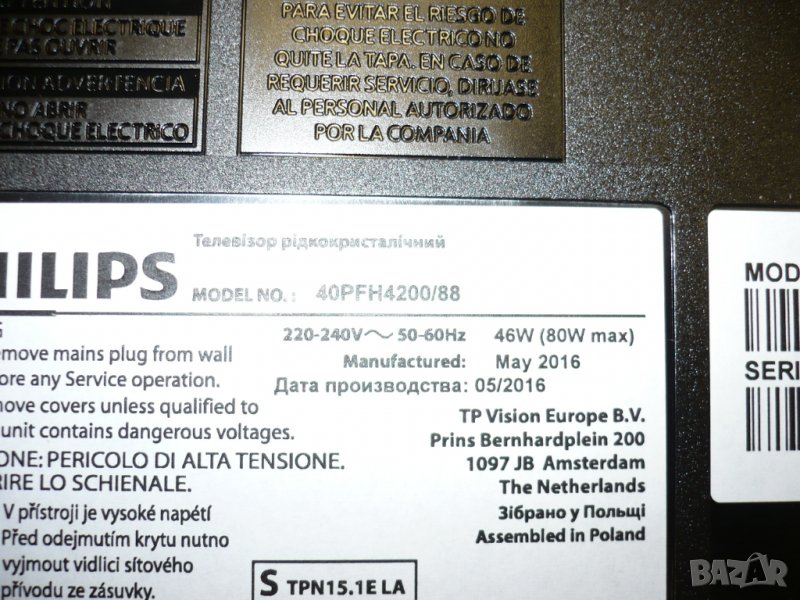 CHOC ELECTRIQUE
PAS OUVRIR
ADVERTENCIA
NO ABRIR
CHOQUE ELECTRICO
PARA EVITAR EL RIESGO DE
CHOQUE ELECTRICO NO
QUITE LA TAPA. EN CASO DE
REQUERIR SERVICIO, DIRIJASE
AL PERSONAL AUTORIZADO
POR LA COMPANIA
HILIPS
Телевізор рідкокристалічний
MODEL NO.: 40PFH4200/88
220-240V～ 50-60Hz 46W (80W max)
Manufactured: May 2016
Дата производства: 05/2016
emove mains plug from wall
ore any Service operation.
move covers unless qualified to
unit contains dangerous voltages.
ONE: PERICOLO DI ALTA TENSIONE.
RIRE LO SCHIENALE.
V přístroji je vysoké napětí
Před odejmutím krytu nutno
vyjmout vidlici síťového
přívodu ze zásuvky.
TP Vision Europe B.V.
Prins Bernhardplein 200
1097 JB Amsterdam
The Netherlands
Зібрано у Польщі
Assembled in Poland
S TPN15.1E LA
MOD
SERI
BAZAR